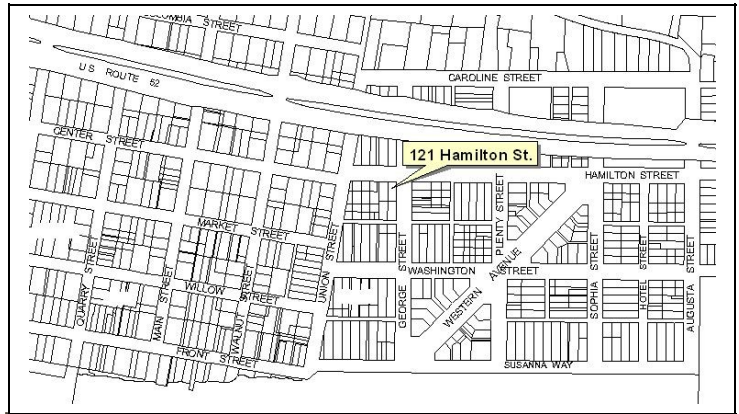 STREET
CAROLINE STREET
U S ROUTE 52
CENTER STREET
121 Hamilton St.
HAMILTON STREET
PLENTY STREET
MARKET STREET
UNION STREET
GEORGE STREET
WASHINGTON STREET
WESTERN AVENUE
SOPHIA STREET
HOTEL STREET
AUGUSTA STREET
QUARRY STREET
MAIN STREET
WILLOW STREET
WALNUT STREET
FRONT STREET
SUSANNA WAY